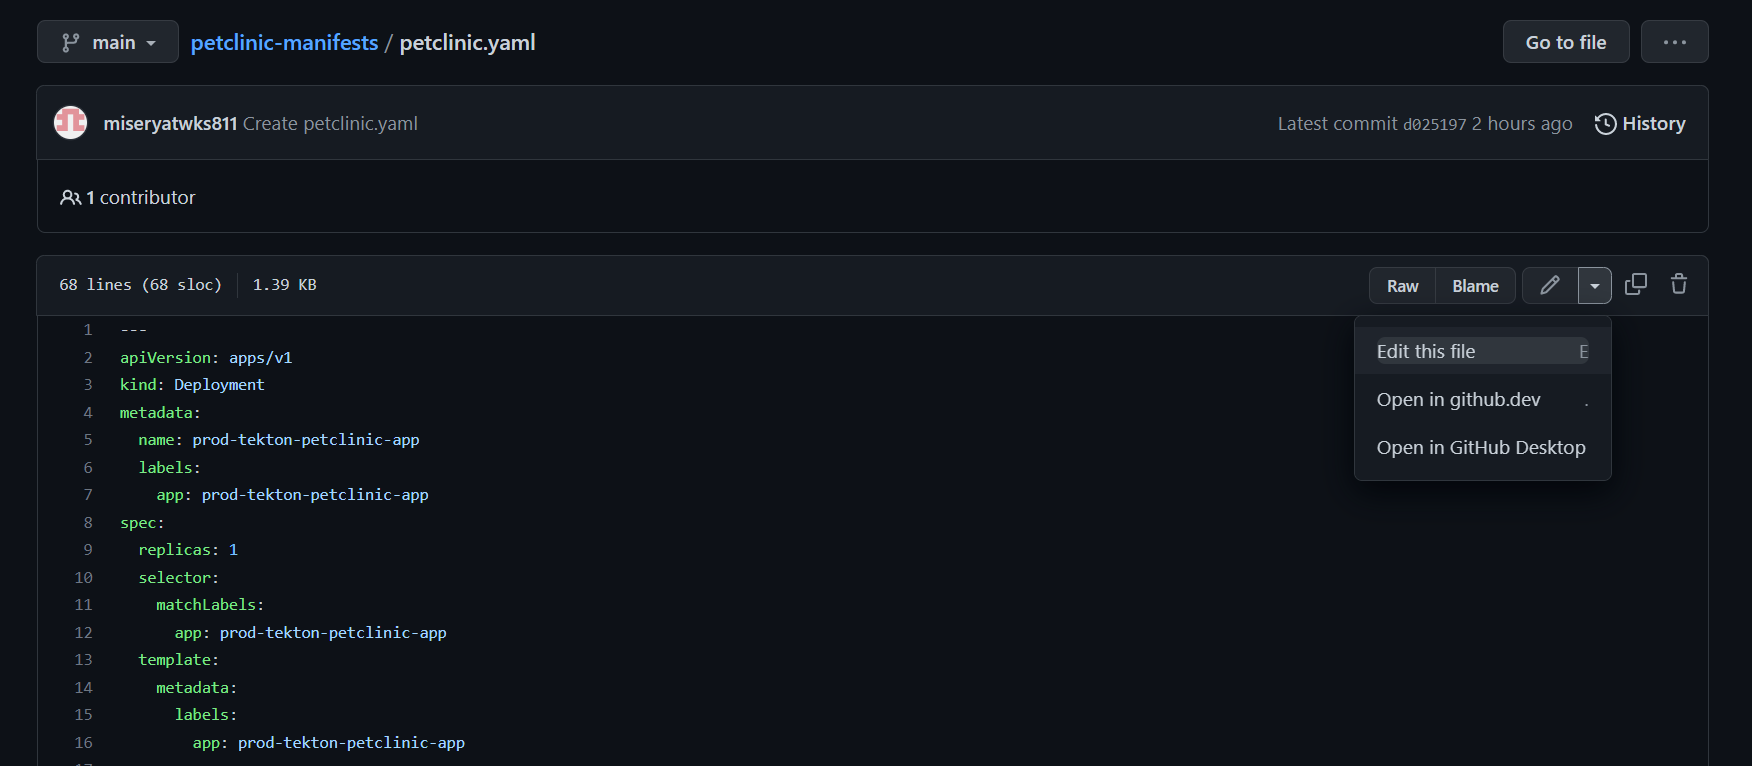 main petclinic-manifests / petclinic.yaml Go to file ...
miseryatwks811 Create petclinic.yaml Latest commit d025197 2 hours ago History
1 contributor
68 lines (68 sloc) 1.39 KB Raw Blame
Edit this file E
Open in github.dev .
Open in GitHub Desktop
1 ---
2 apiVersion: apps/v1
3 kind: Deployment
4 metadata:
5   name: prod-tekton-petclinic-app
6   labels:
7     app: prod-tekton-petclinic-app
8 spec:
9   replicas: 1
10   selector:
11     matchLabels:
12       app: prod-tekton-petclinic-app
13   template:
14     metadata:
15       labels:
16         app: prod-tekton-petclinic-app